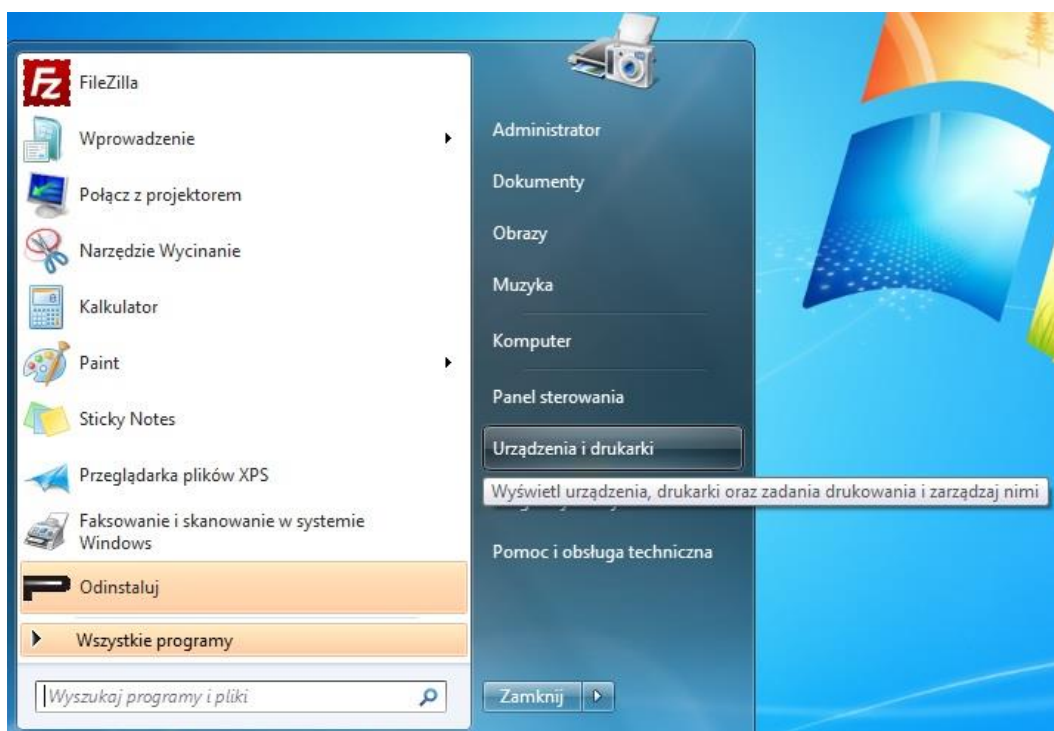 FileZilla
Wprowadzenie
Połącz z projektorem
Narzędzie Wycinanie
Kalkulator
Paint
Sticky Notes
Przeglądarka plików XPS
Faksowanie i skanowanie w systemie
Windows
Odinstaluj
Wszystkie programy
Wyszukaj programy i pliki
Administrator
Dokumenty
Obrazy
Muzyka
Komputer
Panel sterowania
Urządzenia i drukarki
Wyświetl urządzenia, drukarki oraz zadania drukowania i zarządzaj nimi
Pomoc i obsługa techniczna
Zamknij